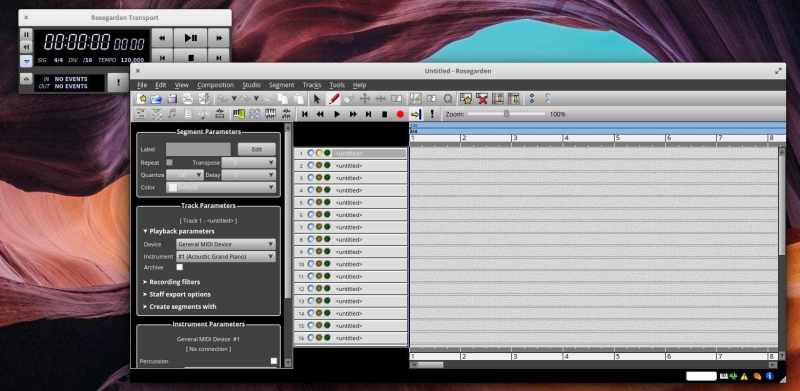 Rosegarden Transport
00:00:00 00 00
SIG 4/4 DIV /16 TEMPO 120.000
IN NO EVENTS
OUT NO EVENTS
Untitled - Rosegarden
File Edit View Composition Studio Segment Tracks Tools Help
Zoom: 100%
Segment Parameters
Label Edit
Repeat Transpose
Quantize Delay
Color
Track Parameters
[ Track 1 - <untitled> ]
Playback parameters
Device General MIDI Device
Instrument #1 (Acoustic Grand Piano)
Archive
Recording filters
Staff export options
Create segments with
Instrument Parameters
General MIDI Device #1
[ No connection ]
Percussion
1 2 3 4 5 6 7 8
1 <untitled>
2 <untitled>
3 <untitled>
4 <untitled>
5 <untitled>
6 <untitled>
7 <untitled>
8 <untitled>
9 <untitled>
10 <untitled>
11 <untitled>
12 <untitled>
13 <untitled>
14 <untitled>
15 <untitled>
16 <untitled>
1 2 3 4 5 6 7 8